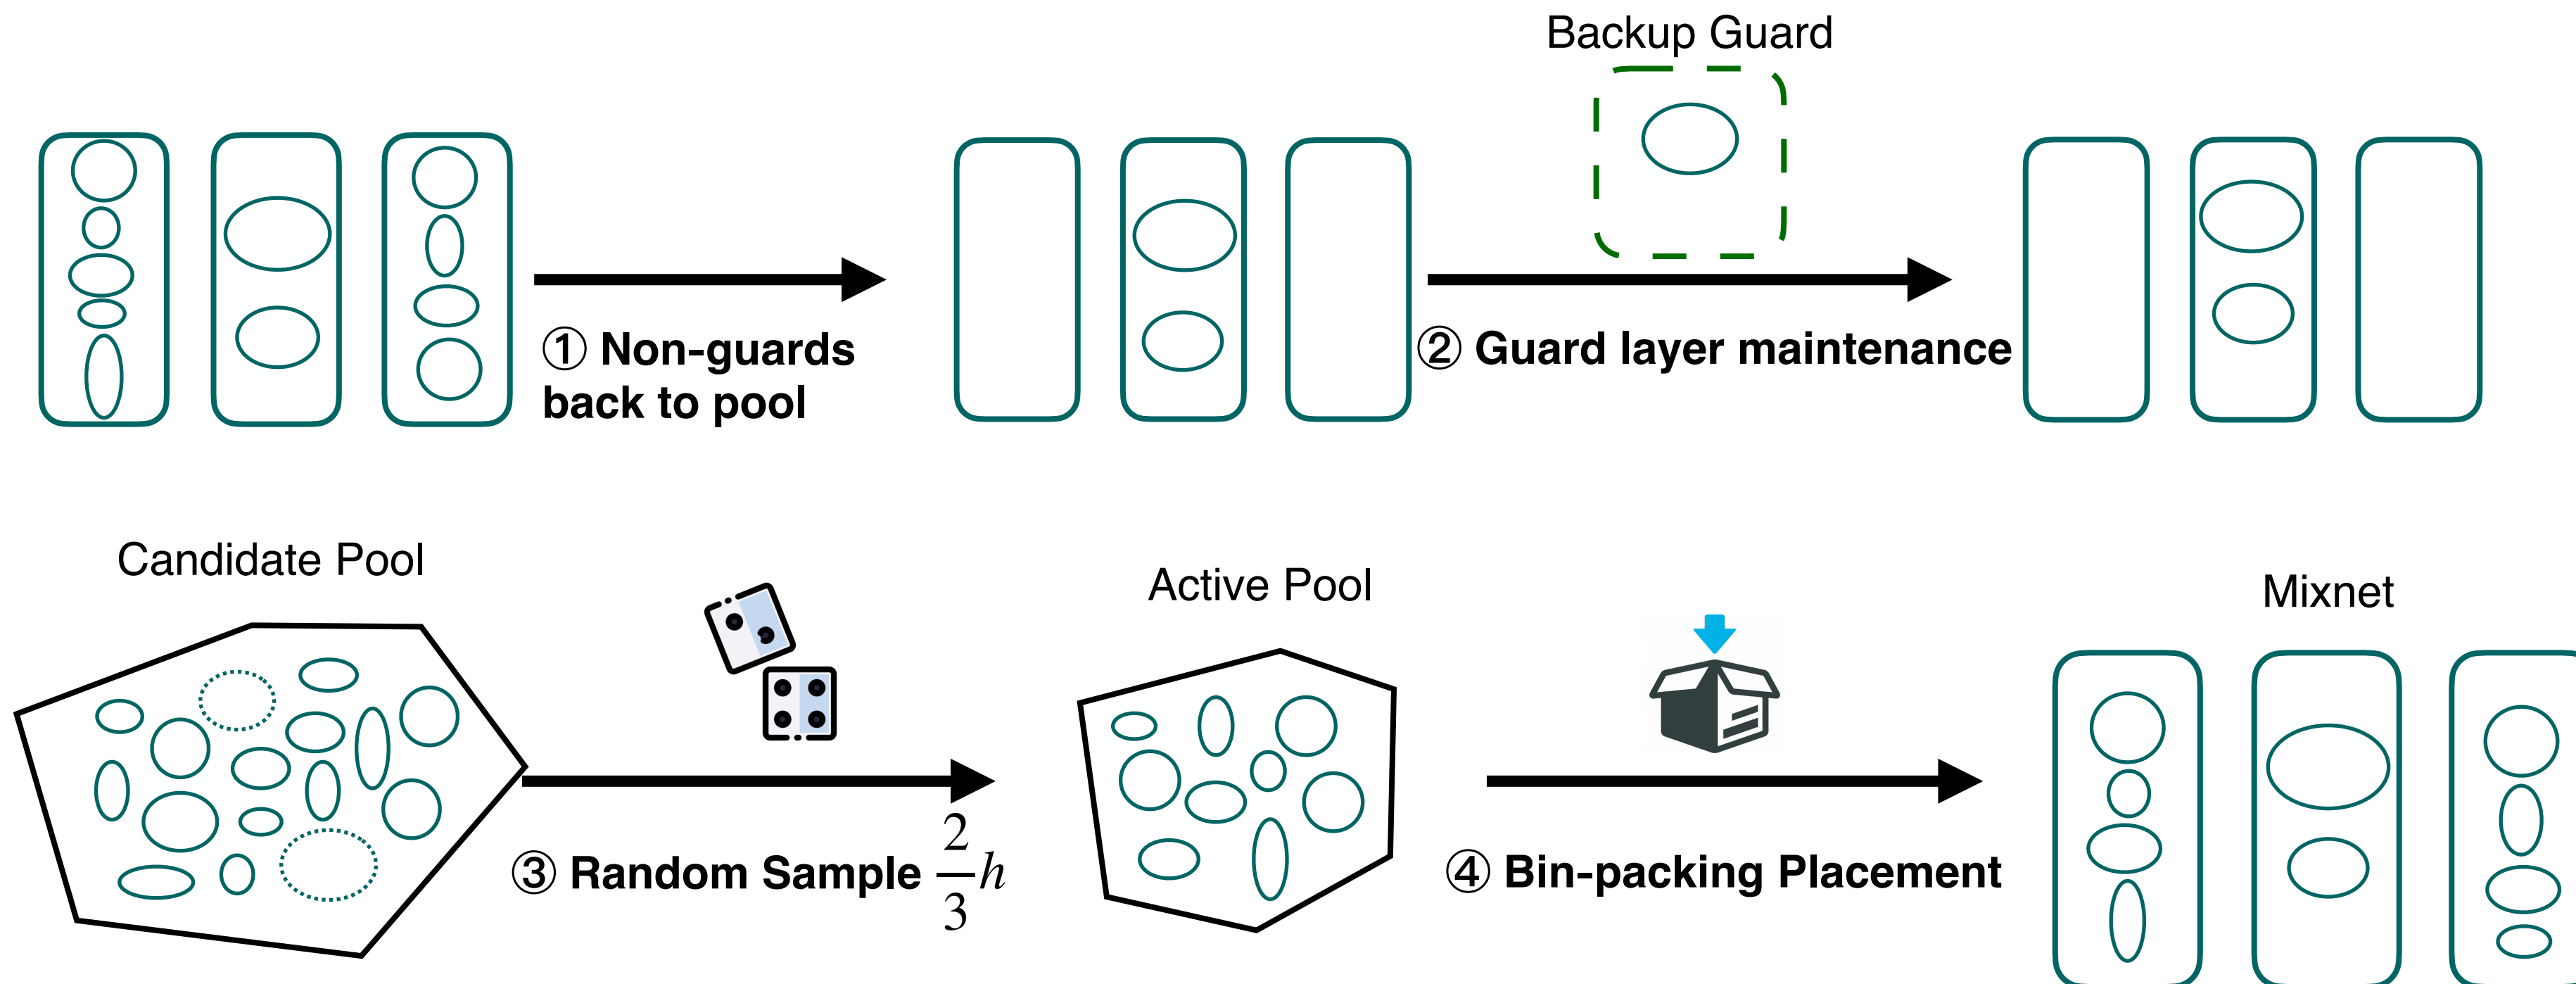 Backup Guard
① Non-guards
back to pool
② Guard layer maintenance
Candidate Pool
Active Pool
Mixnet
③ Random Sample 2/3 h
④ Bin-packing Placement